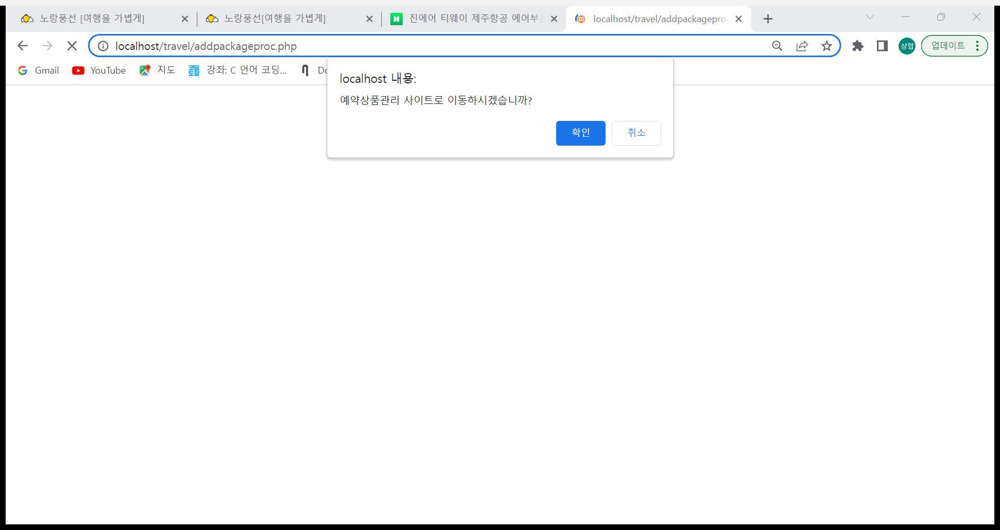 노랑풍선 [여행을 가볍게]
노랑풍선[여행을 가볍게]
진에어 티웨이 제주항공 에어부
localhost/travel/addpackagepro
localhost/travel/addpackageproc.php
상협
업데이트
Gmail
YouTube
지도
코딩도장
강좌: C 언어 코딩...
localhost 내용:
예약상품관리 사이트로 이동하시겠습니까?
확인
취소